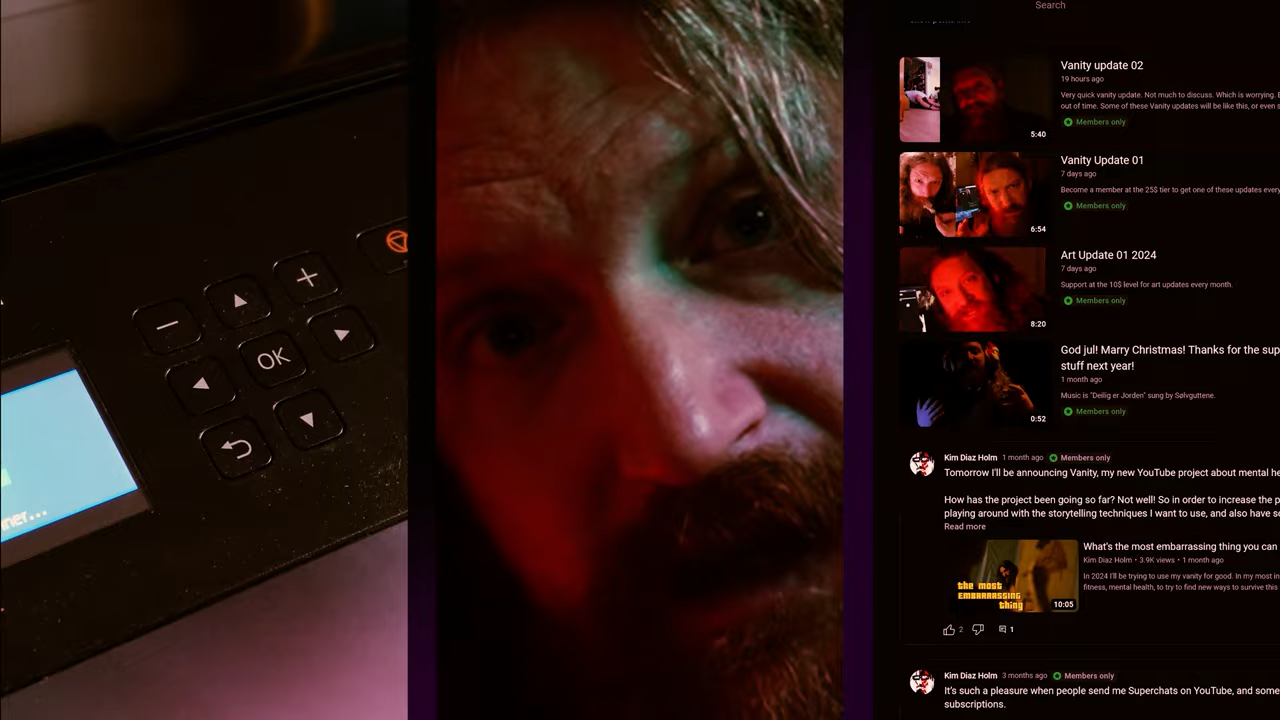 OK
ner...
Search
Vanity update 02
19 hours ago
Very quick vanity update. Not much to discuss. Which is worrying.
out of time. Some of these Vanity updates will be like this, or even
Members only
5:40
Vanity Update 01
7 days ago
Become a member at the 25$ tier to get one of these updates every
Members only
6:54
Art Update 01 2024
7 days ago
Support at the 10$ level for art updates every month.
Members only
8:20
God jul! Marry Christmas! Thanks for the sup
stuff next year!
1 month ago
Music is "Deilig er Jorden" sung by Sølvguttene.
Members only
0:52
Kim Diaz Holm 1 month ago Members only
Tomorrow I'll be announcing Vanity, my new YouTube project about mental he
How has the project been going so far? Not well! So in order to increase the p
playing around with the storytelling techniques I want to use, and also have s
Read more
What's the most embarrassing thing you can
Kim Diaz Holm • 3.9K views • 1 month ago
In 2024 I'll be trying to use my vanity for good. In my most in
fitness, mental health, to try to find new ways to survive this
the most
EMBARRASSING
thing
10:05
2
1
Kim Diaz Holm 3 months ago Members only
It's such a pleasure when people send me Superchats on YouTube, and some
subscriptions.